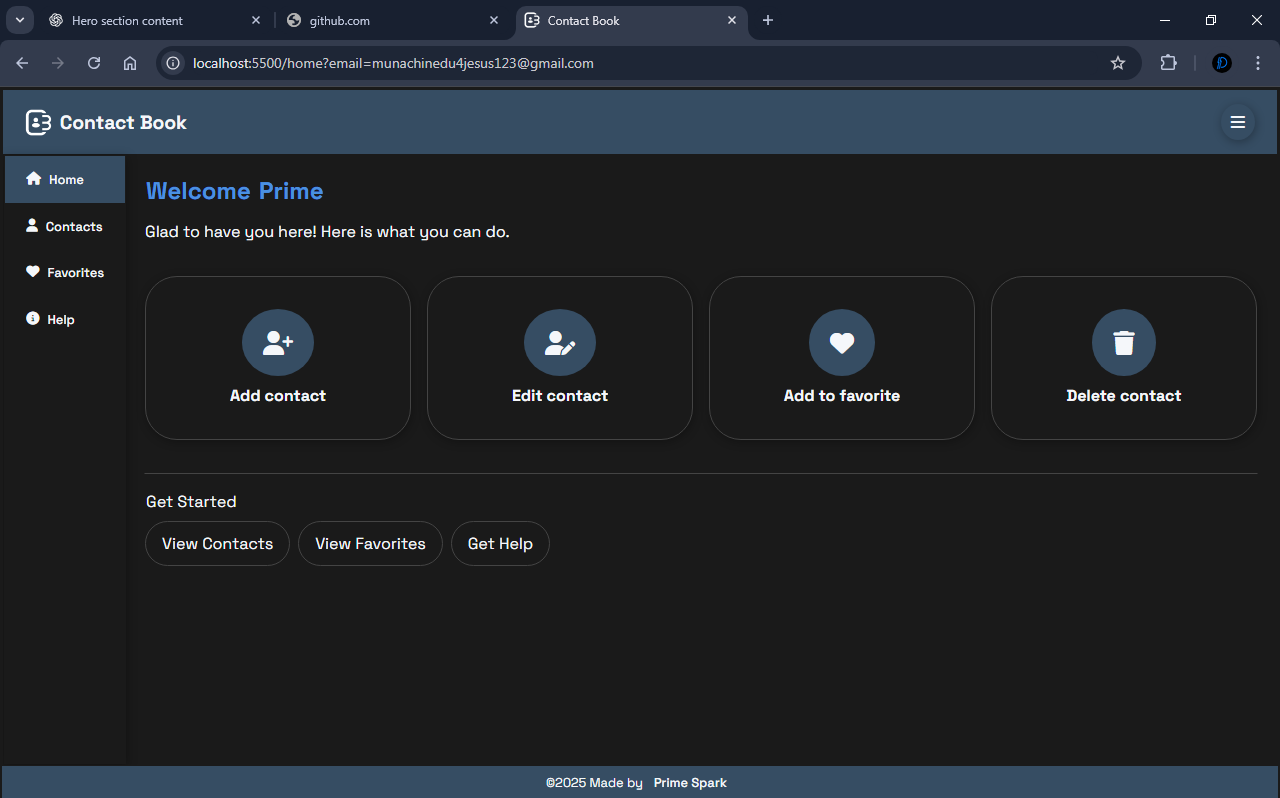 Hero section content
github.com
Contact Book
localhost:5500/home?email=munachinedu4jesus123@gmail.com
Contact Book
Home
Contacts
Favorites
Help
Welcome Prime
Glad to have you here! Here is what you can do.
Add contact
Edit contact
Add to favorite
Delete contact
Get Started
View Contacts
View Favorites
Get Help
©2025 Made by Prime Spark